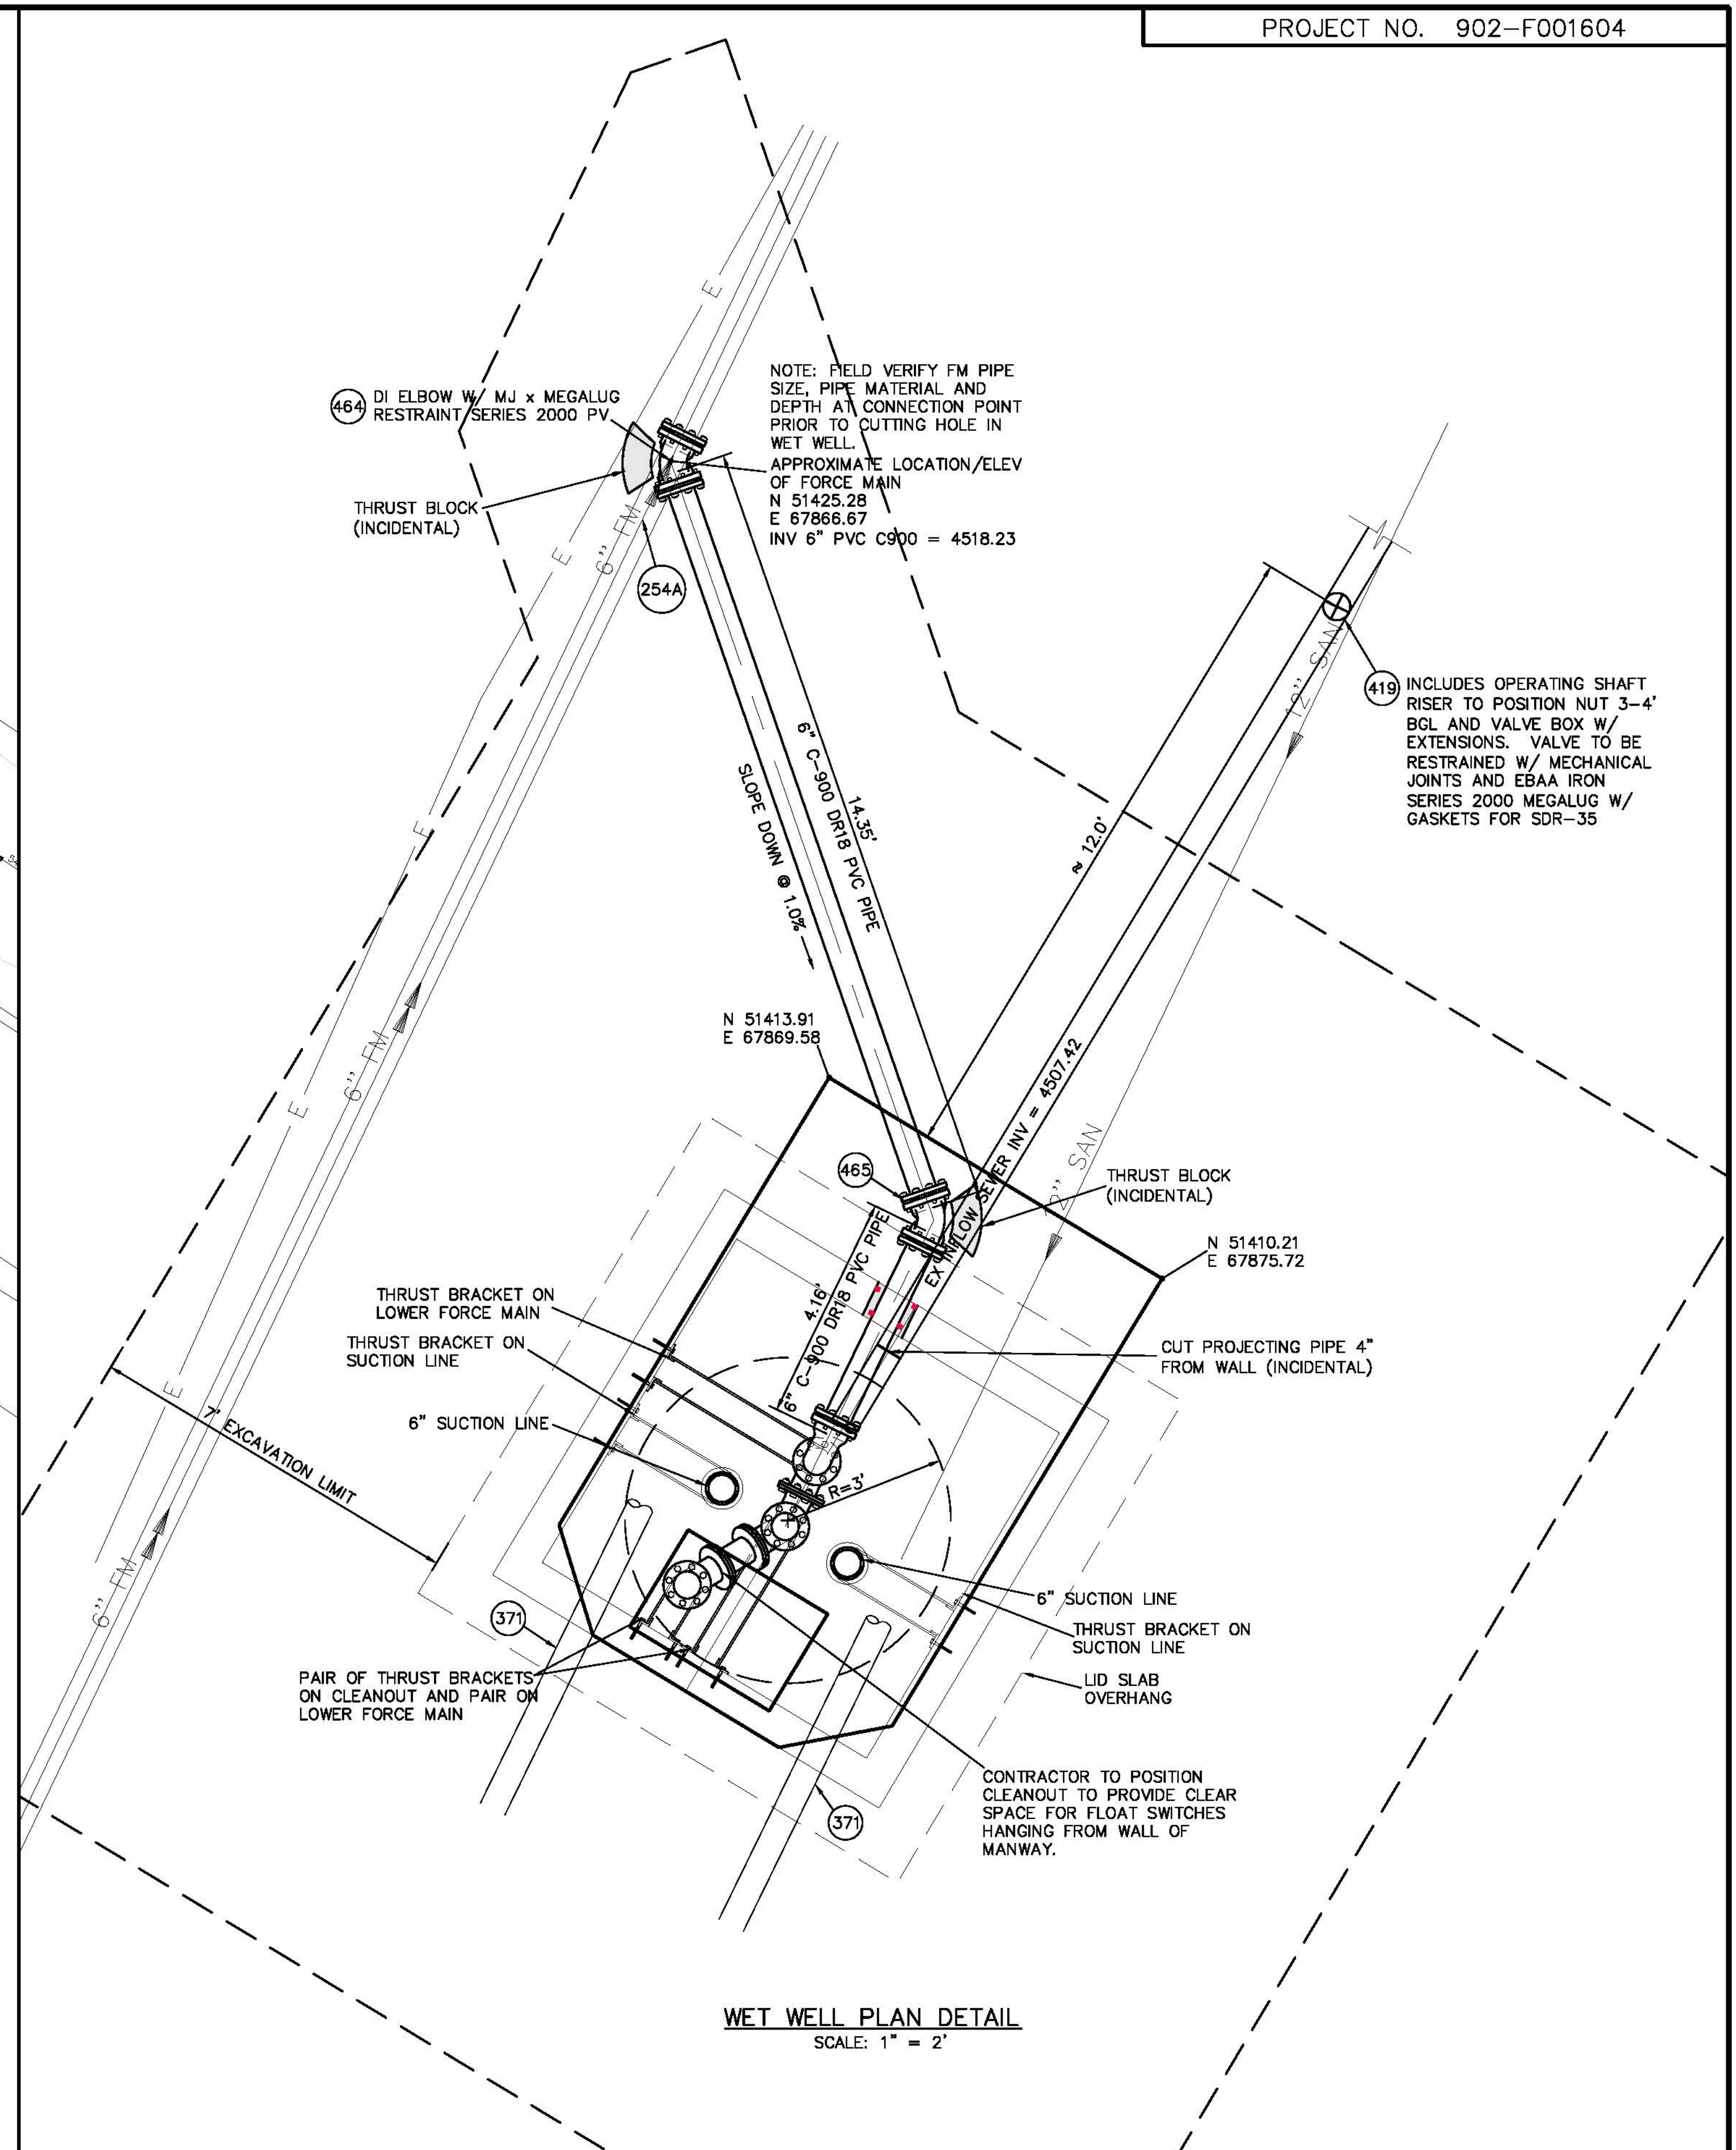 PROJECT NO. 902-F001604
E
464
DI ELBOW W/ MJ x MEGALUG
RESTRAINT SERIES 2000 PV
NOTE: FIELD VERIFY FM PIPE
SIZE, PIPE MATERIAL AND
DEPTH AT CONNECTION POINT
PRIOR TO CUTTING HOLE IN
WET WELL.
APPROXIMATE LOCATION/ELEV
OF FORCE MAIN
N 51425.28
E 67866.67
INV 6" PVC C900 = 4518.23
THRUST BLOCK
(INCIDENTAL)
6" FM
E
254A
12" SAN
419
INCLUDES OPERATING SHAFT
RISER TO POSITION NUT 3-4'
BGL AND VALVE BOX W/
EXTENSIONS. VALVE TO BE
RESTRAINED W/ MECHANICAL
JOINTS AND EBAA IRON
SERIES 2000 MEGALUG W/
GASKETS FOR SDR-35
14.35'
6" C-900 DR18 PVC PIPE
SLOPE DOWN @ 1.0%
≈ 12.0'
E
N 51413.91
E 67869.58
6" FM
E
EX INFLOW SEWER INV = 4507.42
12" SAN
465
THRUST BLOCK
(INCIDENTAL)
N 51410.21
E 67875.72
4.16'
6" C-900 DR18 PVC PIPE
THRUST BRACKET ON
LOWER FORCE MAIN
THRUST BRACKET ON
SUCTION LINE
CUT PROJECTING PIPE 4"
FROM WALL (INCIDENTAL)
E
7' EXCAVATION LIMIT
6" SUCTION LINE
R=3'
6" FM
371
6" SUCTION LINE
THRUST BRACKET ON
SUCTION LINE
PAIR OF THRUST BRACKETS
ON CLEANOUT AND PAIR ON
LOWER FORCE MAIN
LID SLAB
OVERHANG
CONTRACTOR TO POSITION
CLEANOUT TO PROVIDE CLEAR
SPACE FOR FLOAT SWITCHES
HANGING FROM WALL OF
MANWAY.
371
WET WELL PLAN DETAIL
SCALE: 1" = 2'